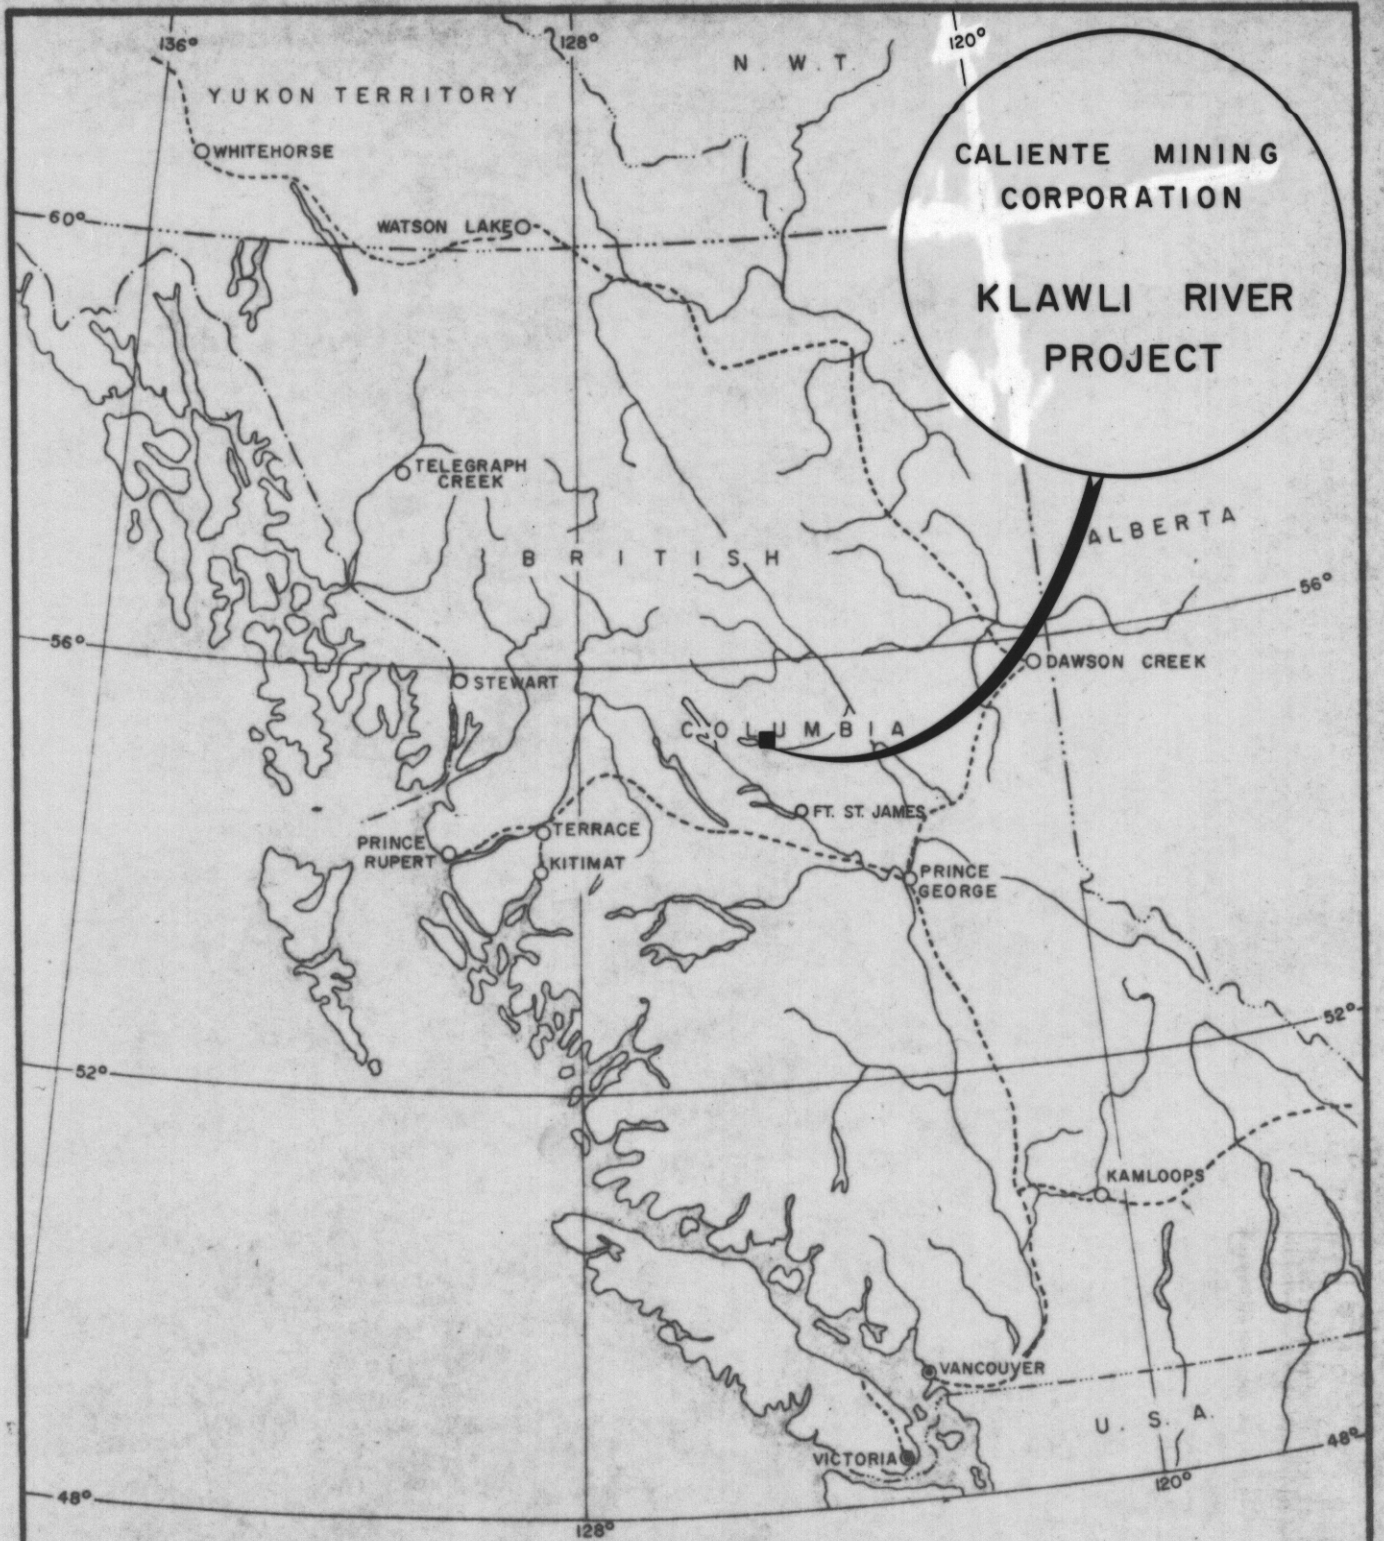 136°
128°
120°
N. W. T.
YUKON TERRITORY
WHITEHORSE
CALIENTE MINING
CORPORATION
KLAWLI RIVER
PROJECT
60°
WATSON LAKE
TELEGRAPH
CREEK
ALBERTA
BRITISH
56°
56°
DAWSON CREEK
STEWART
COLUMBIA
FT. ST. JAMES
TERRACE
PRINCE
RUPERT
KITIMAT
PRINCE
GEORGE
52°
52°
KAMLOOPS
VANCOUVER
U. S. A.
VICTORIA
48°
48°
120°
128°